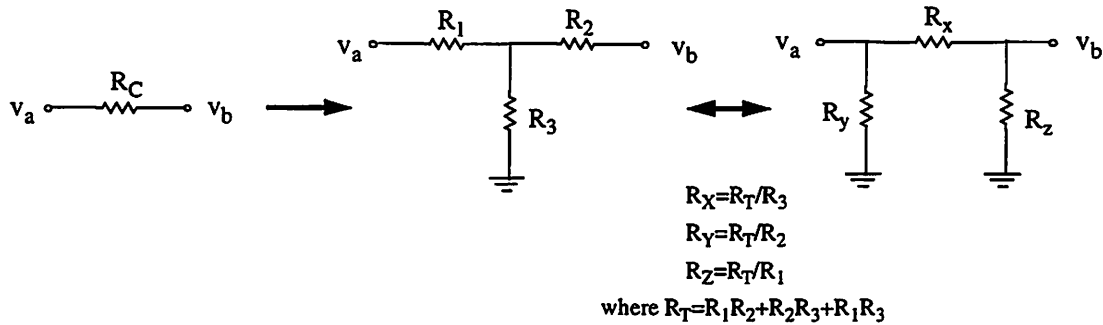 R_1
R_2
R_x
v_a
v_b
v_a
v_b
R_C
v_a
v_b
R_3
R_y
R_z
R_X=R_T/R_3
R_Y=R_T/R_2
R_Z=R_T/R_1
where R_T=R_1R_2+R_2R_3+R_1R_3